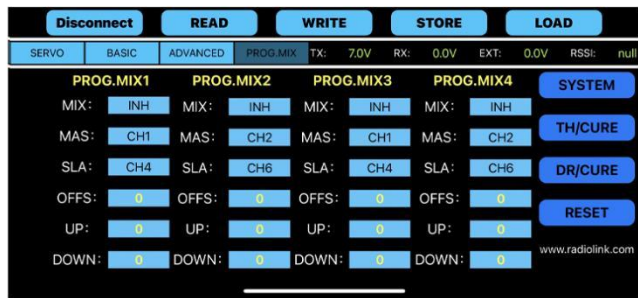 Disconnect READ WRITE STORE LOAD
SERVO BASIC ADVANCED PROG.MIX TX: 7.0V RX: 0.0V EXT: 0.0V RSSI: null
PROG.MIX1 PROG.MIX2 PROG.MIX3 PROG.MIX4 SYSTEM
MIX: INH MIX: INH MIX: INH MIX: INH
MAS: CH1 MAS: CH2 MAS: CH1 MAS: CH2 TH/CURE
SLA: CH4 SLA: CH6 SLA: CH4 SLA: CH6 DR/CURE
OFFS: 0 OFFS: 0 OFFS: 0 OFFS: 0
RESET
UP: 0 UP: 0 UP: 0 UP: 0
www.radiolink.com
DOWN: 0 DOWN: 0 DOWN: 0 DOWN: 0